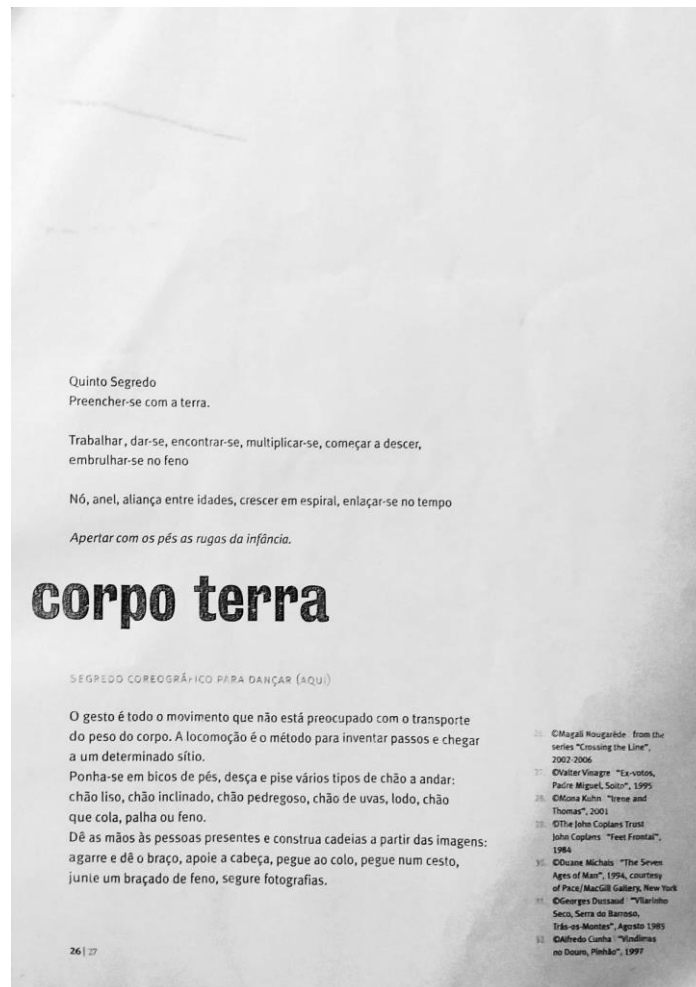 Quinto Segredo
Preencher-se com a terra.
Trabalhar, dar-se, encontrar-se, multiplicar-se, começar a descer,
embrulhar-se no feno
Nó, anel, aliança entre idades, crescer em espiral, enlaçar-se no tempo
Apertar com os pés as rugas da infância.
corpo terra
SEGREDO COREOGRÁFICO PARA DANÇAR (AQUI)
O gesto é todo o movimento que não está preocupado com o transporte
do peso do corpo. A locomoção é o método para inventar passos e chegar
a um determinado sítio.
Ponha-se em bicos de pés, desça e pise vários tipos de chão a andar:
chão liso, chão inclinado, chão pedregoso, chão de uvas, lodo, chão
que cola, palha ou feno.
Dê as mãos às pessoas presentes e construa cadeias a partir das imagens:
agarre e dê o braço, apoie a cabeça, pegue ao colo, pegue num cesto,
junte um braçado de feno, segure fotografias.
©Magali Nougarède from the
series "Crossing the Line",
2002-2006
©Valter Vinagre "Ex-votos,
Padre Miguel, Soito", 1995
©Mona Kuhn "Irene and
Thomas", 2001
©The John Coplans Trust
John Coplans "Feet Frontal",
1984
©Duane Michals "The Seven
Ages of Man", 1994, courtesy
of Pace/MacGill Gallery, New York
©Georges Dussaud "Vilarinho
Seco, Serra do Barroso,
Trás-os-Montes", Agosto 1985
©Alfredo Cunha "Vindimas
no Douro, Pinhão", 1997
26 | 27